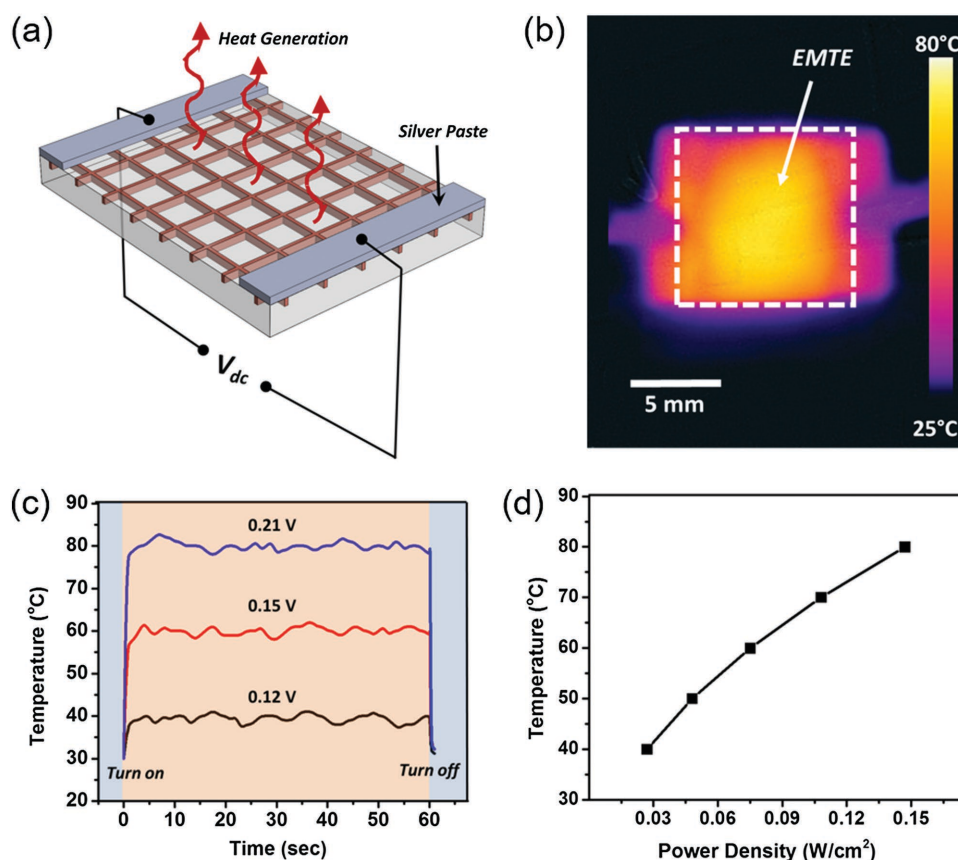 (a)
Heat Generation
Silver Paste
Vdc
(b)
80°C
EMTE
5 mm
25°C
(c)
90
80
70
60
50
40
30
20
Temperature (°C)
0.21 V
0.15 V
0.12 V
Turn on
Turn off
0
10
20
30
40
50
60
Time (sec)
(d)
90
80
70
60
50
40
30
Temperature (°C)
0.03
0.06
0.09
0.12
0.15
Power Density (W/cm²)